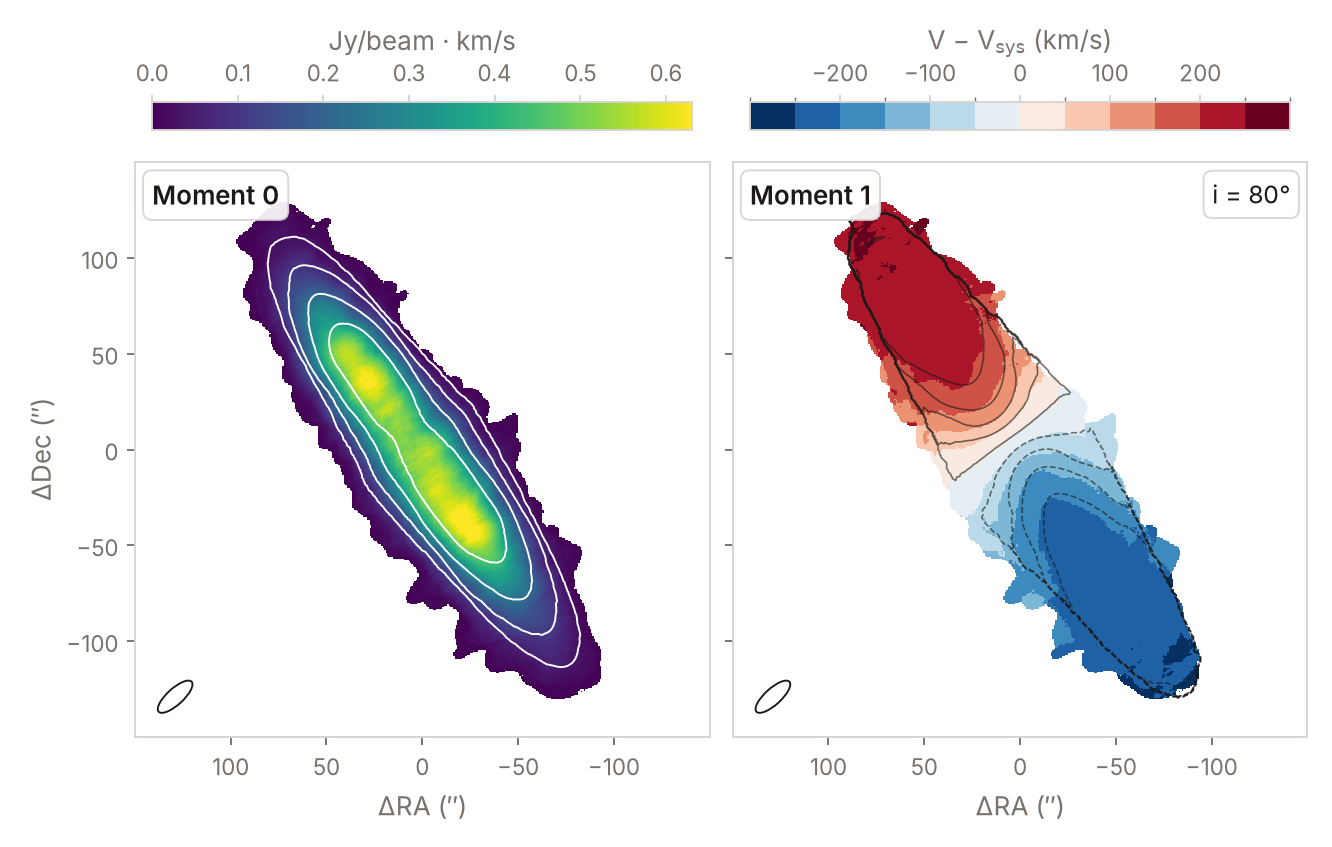 Jy/beam · km/s
V − Vsys (km/s)
0.0 0.1 0.2 0.3 0.4 0.5 0.6
−200 −100 0 100 200
Moment 0
Moment 1
i = 80°
100
50
0
−50
−100
ΔDec (″)
100 50 0 −50 −100
100 50 0 −50 −100
ΔRA (″)
ΔRA (″)